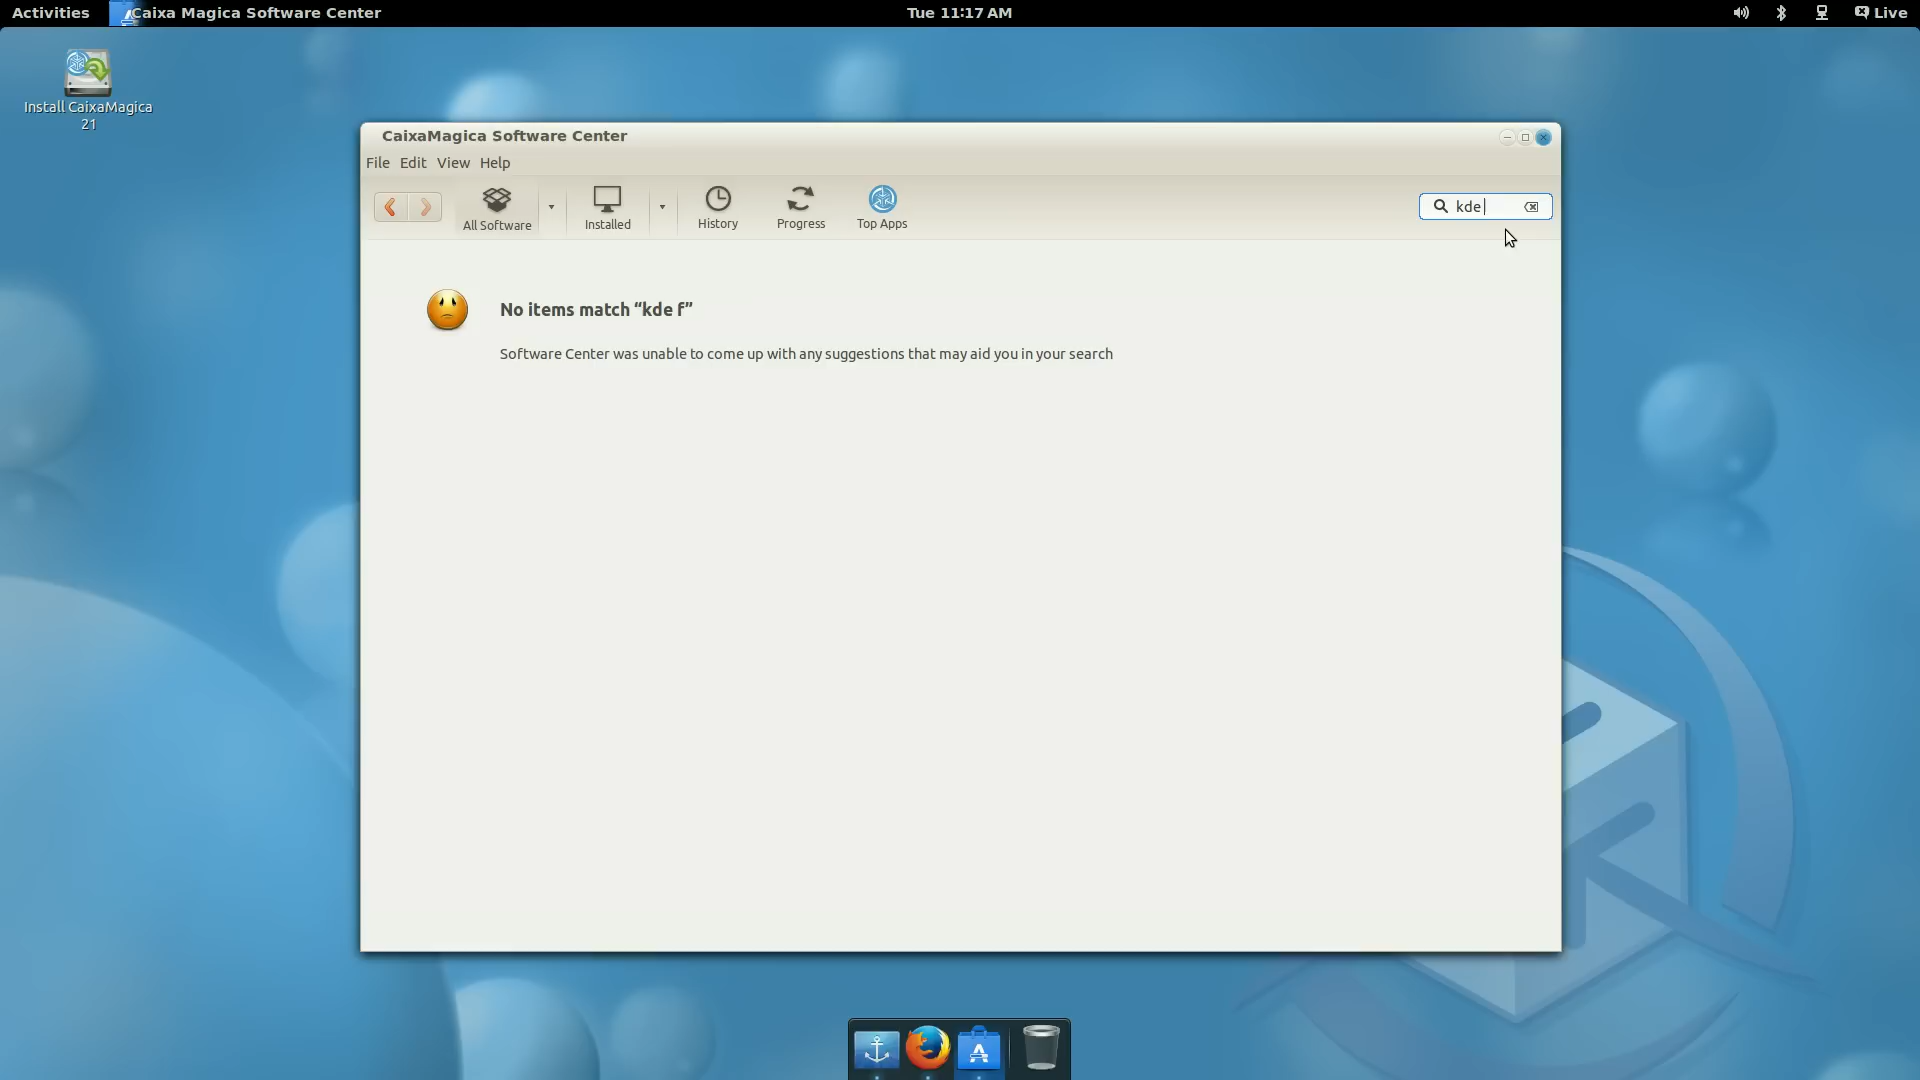 Activities
Caixa Magica Software Center
Tue 11:17 AM
Live
Install CaixaMagica
21
CaixaMagica Software Center
File Edit View Help
All Software
Installed
History
Progress
Top Apps
kde
No items match “kde f”
Software Center was unable to come up with any suggestions that may aid you in your search